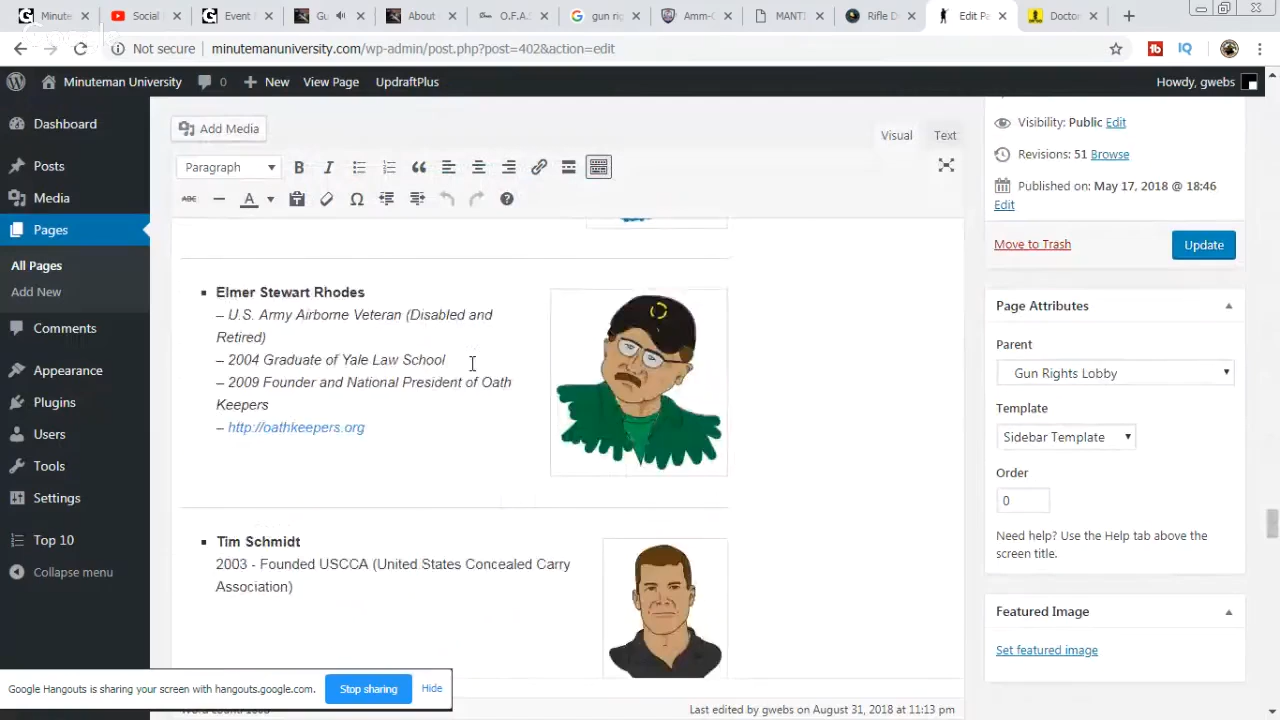 Minute
Social
Event
Gu
About
O.F.A.S
gun rig
Amm-C
MANTI
Rifle D
Edit Pa
Doctor
Not secure
minutemanuniversity.com/wp-admin/post.php?post=402&action=edit
Minuteman University
0
New
View Page
UpdraftPlus
Howdy, gwebs
Dashboard
Posts
Media
Pages
All Pages
Add New
Comments
Appearance
Plugins
Users
Tools
Settings
Top 10
Collapse menu
Add Media
Visual
Text
Paragraph
B I
ABC
A
Elmer Stewart Rhodes
– U.S. Army Airborne Veteran (Disabled and
Retired)
– 2004 Graduate of Yale Law School
– 2009 Founder and National President of Oath
Keepers
– http://oathkeepers.org
Tim Schmidt
2003 - Founded USCCA (United States Concealed Carry
Association)
Visibility: Public Edit
Revisions: 51 Browse
Published on: May 17, 2018 @ 18:46
Edit
Move to Trash
Update
Page Attributes
Parent
Gun Rights Lobby
Template
Sidebar Template
Order
0
Need help? Use the Help tab above the
screen title.
Featured Image
Set featured image
Google Hangouts is sharing your screen with hangouts.google.com.
Stop sharing
Hide
Last edited by gwebs on August 31, 2018 at 11:13 pm